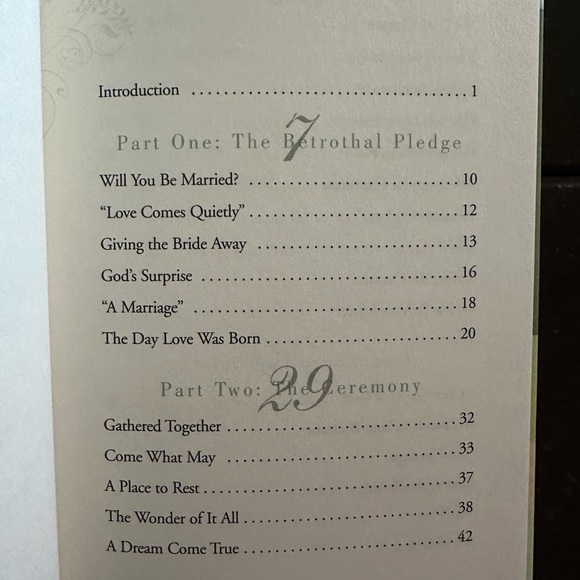 Introduction ................................... 1
7
Part One: The Betrothal Pledge
Will You Be Married? ........................... 10
“Love Comes Quietly” ........................... 12
Giving the Bride Away .......................... 13
God’s Surprise ................................. 16
“A Marriage” ................................... 18
The Day Love Was Born .......................... 20
29
Part Two: The Ceremony
Gathered Together .............................. 32
Come What May .................................. 33
A Place to Rest ................................ 37
The Wonder of It All ........................... 38
A Dream Come True .............................. 42